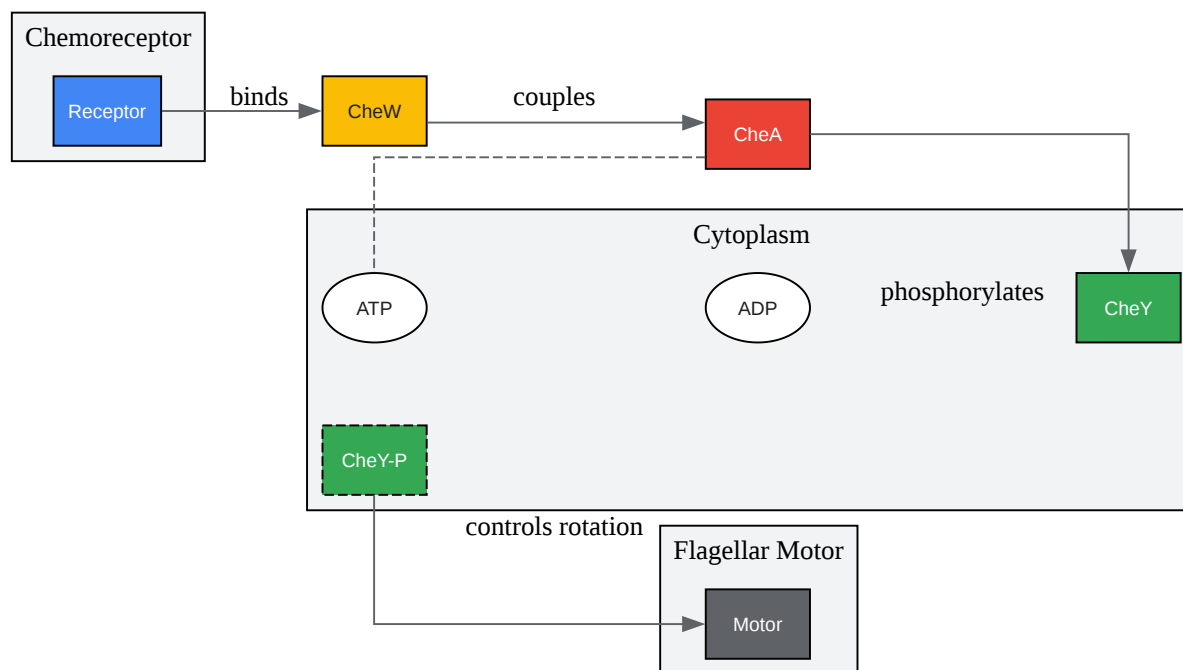 Chemoreceptor
Receptor
binds
CheW
couples
CheA
Cytoplasm
ATP
ADP
phosphorylates
CheY
CheY-P
controls rotation
Flagellar Motor
Motor